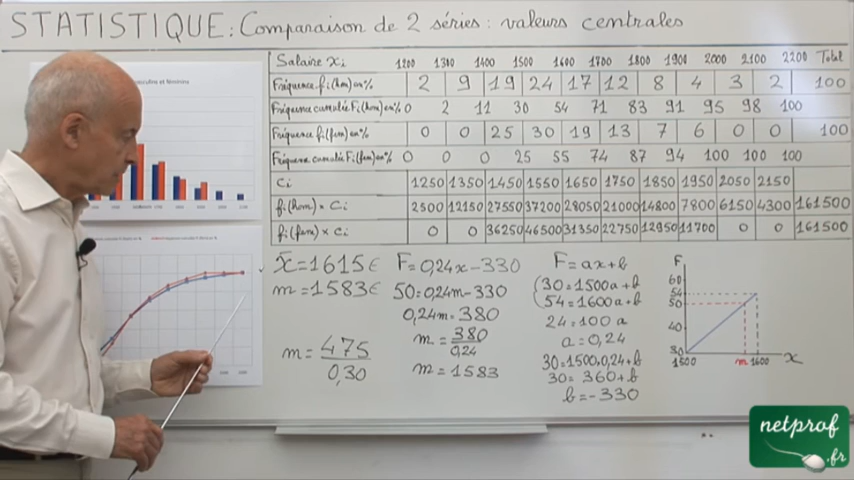 STATISTIQUE: Comparaison de 2 séries: valeurs centrales
Salaire xi 1200 1300 1400 1500 1600 1700 1800 1900 2000 2100 2200 Total
Fréquence fi(hom) en % 2 9 19 24 17 12 8 4 3 2 100
Fréquence cumulée Fi(hom) en % 0 2 11 30 54 71 83 91 95 98 100
Fréquence fi(fem) en % 0 0 25 30 19 13 7 6 0 0 100
Fréquence cumulée Fi(fem) en % 0 0 0 25 55 74 87 94 100 100 100
Ci 1250 1350 1450 1550 1650 1750 1850 1950 2050 2150
fi(hom) × Ci 2500 12150 27550 37200 28050 21000 14800 7800 6150 4300 161500
fi(fem) × Ci 0 0 36250 46500 31350 22750 12950 11700 0 0 161500
x̄=1615€
m=1583€
m= 475/0,30
F=0,24x-330
50=0,24m-330
0,24m=380
m= 380/0,24
m=1583
F=ax+b
(30=1500a+b
(54=1600a+b
24=100a
a=0,24
30=1500.0,24+b
30=360+b
b=-330
F
60
54
50
40
30
1500 m 1600 x
netprof
.fr